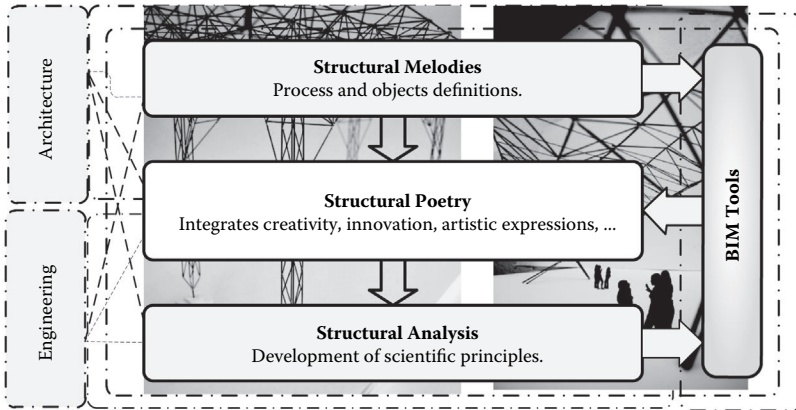 Architecture
Engineering
Structural Melodies
Process and objects definitions.
Structural Poetry
Integrates creativity, innovation, artistic expressions, ...
Structural Analysis
Development of scientific principles.
BIM Tools